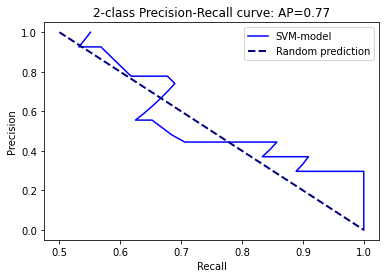 2-class Precision-Recall curve: AP=0.77
SVM-model
Random prediction
Precision
1.0
0.8
0.6
0.4
0.2
0.0
0.5 0.6 0.7 0.8 0.9 1.0
Recall